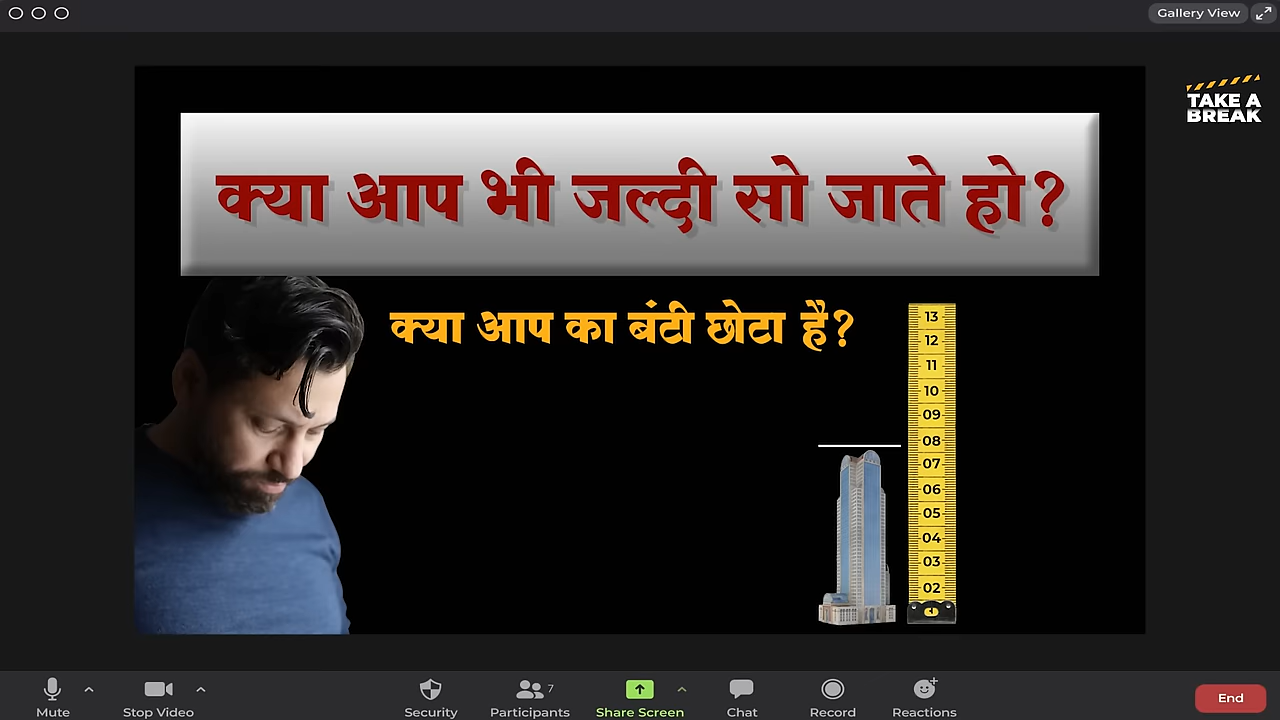 Gallery View
TAKE A
BREAK
क्या आप भी जल्दी सो जाते हो?
क्या आप का बंटी छोटा है?
13
12
11
10
09
08
07
06
05
04
03
02
1
Mute
Stop Video
Security
Participants
7
Share Screen
Chat
Record
Reactions
End